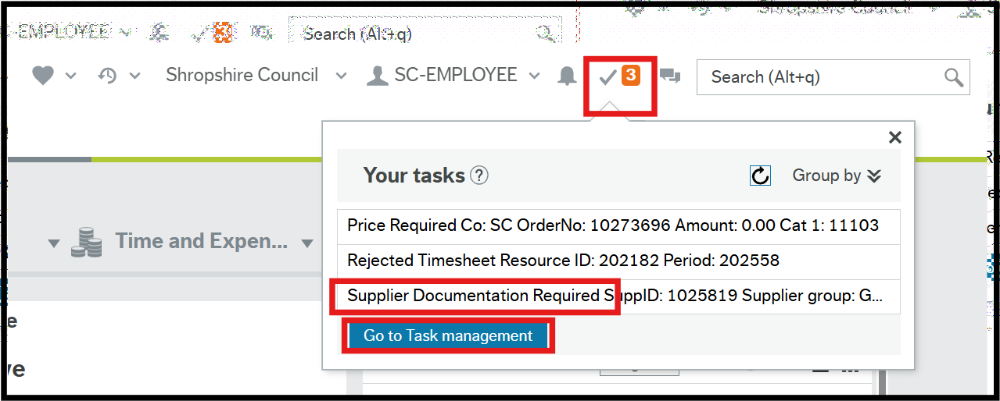 Shropshire Council
EMPLOYEE 3 Search (Alt+q)
Shropshire Council SC-EMPLOYEE 3 Search (Alt+q)
Your tasks ? Group by
Price Required Co: SC OrderNo: 10273696 Amount: 0.00 Cat 1: 11103
Time and Expen...
Rejected Timesheet Resource ID: 202182 Period: 202558
Supplier Documentation Required SuppID: 1025819 Supplier group: G...
Go to Task management